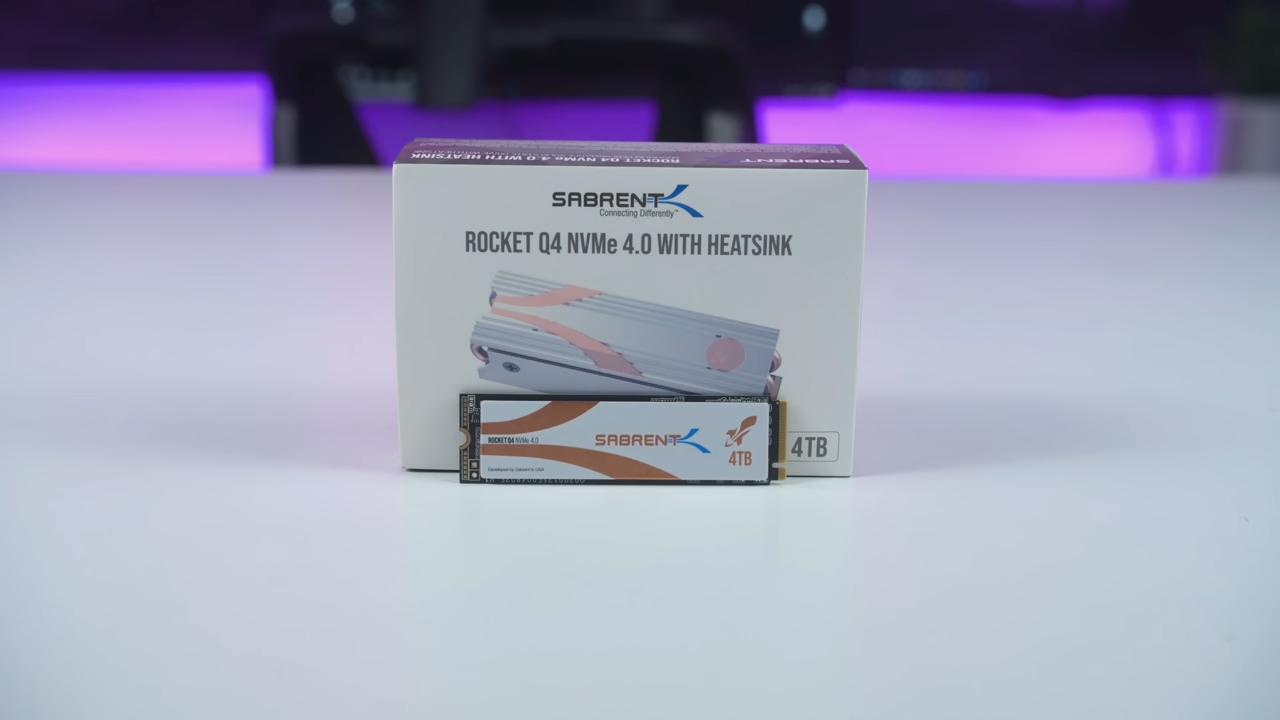 ROCKET Q4 NVMe 4.0 WITH HEATSINK
SABRENT
SABRENT
Connecting Differently™
ROCKET Q4 NVMe 4.0 WITH HEATSINK
ROCKET Q4 NVMe 4.0
SABRENT
4TB
Developed by Sabrent in USA
4TB